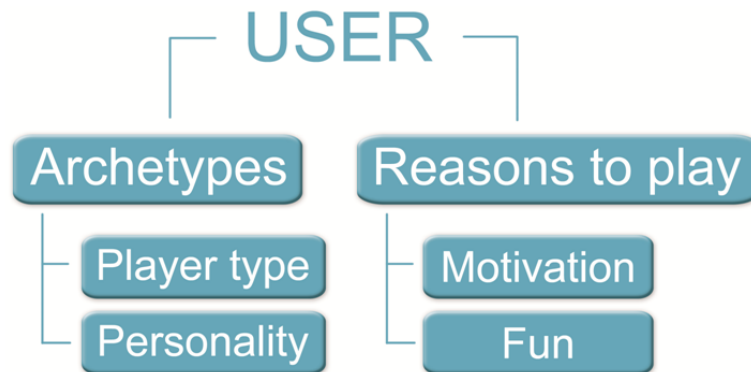 USER
Archetypes
Player type
Personality
Reasons to play
Motivation
Fun